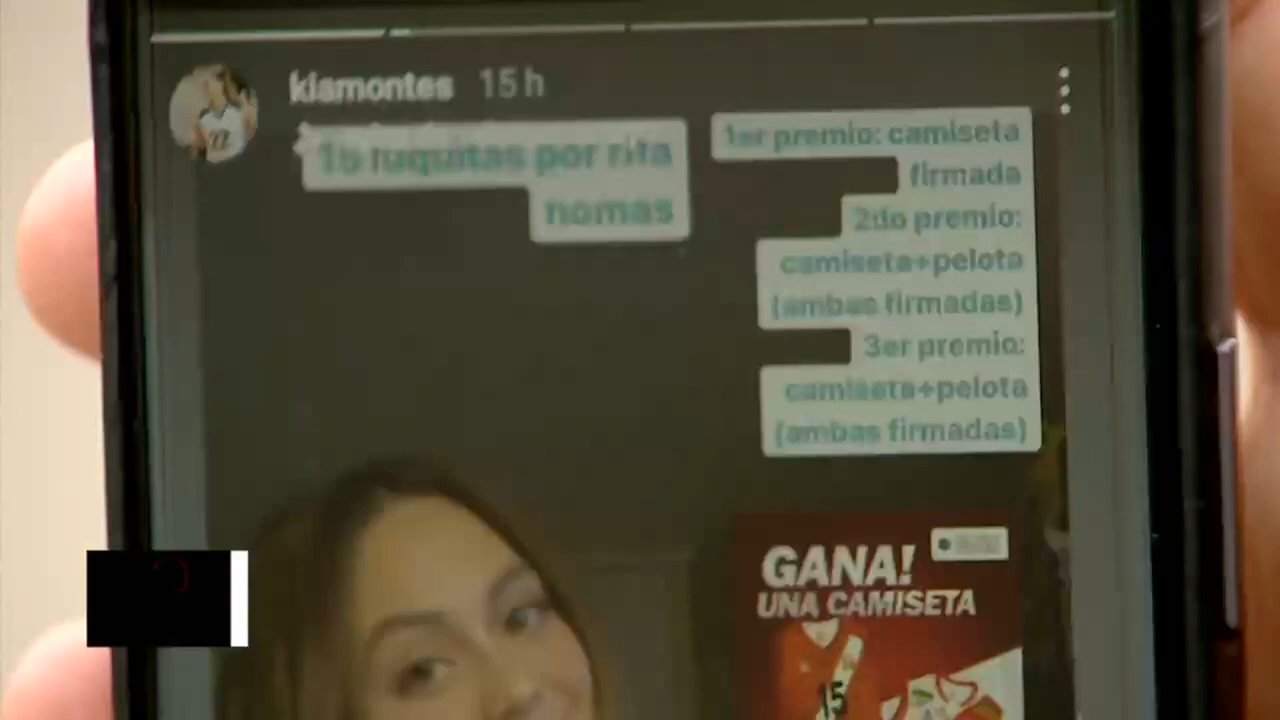 kiamontes 15 h
15 luquitas por rifa
nomas
1er premio: camiseta
firmada
2do premio:
camiseta+pelota
(ambas firmadas)
3er premio:
camiseta+pelota
(ambas firmadas)
GANA!
UNA CAMISETA
15
22